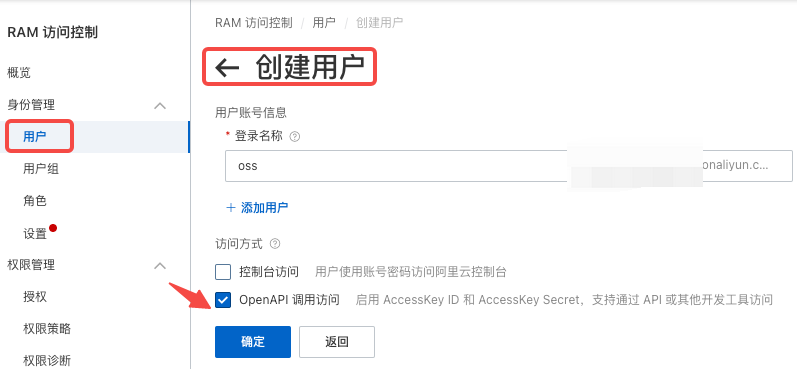 RAM 访问控制
概览
身份管理
用户
用户组
角色
设置
权限管理
授权
权限策略
权限诊断
RAM 访问控制 / 用户 / 创建用户
← 创建用户
用户账号信息
* 登录名称 ?
oss
onaliyun.c...
+ 添加用户
访问方式 ?
控制台访问 用户使用账号密码访问阿里云控制台
OpenAPI 调用访问 启用 AccessKey ID 和 AccessKey Secret，支持通过 API 或其他开发工具访问
确定 返回